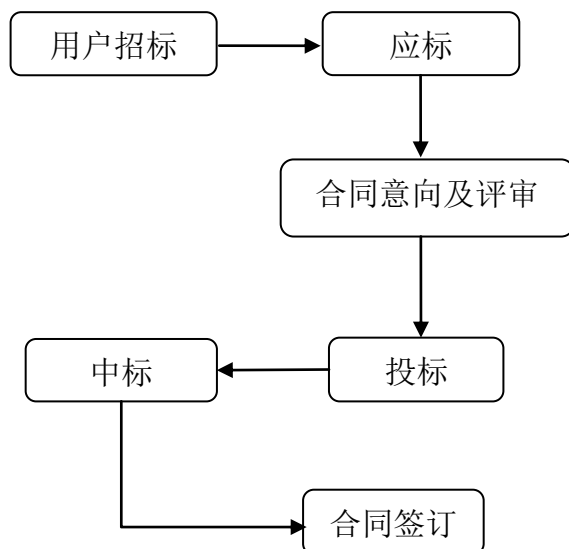 用户招标
应标
合同意向及评审
投标
中标
合同签订